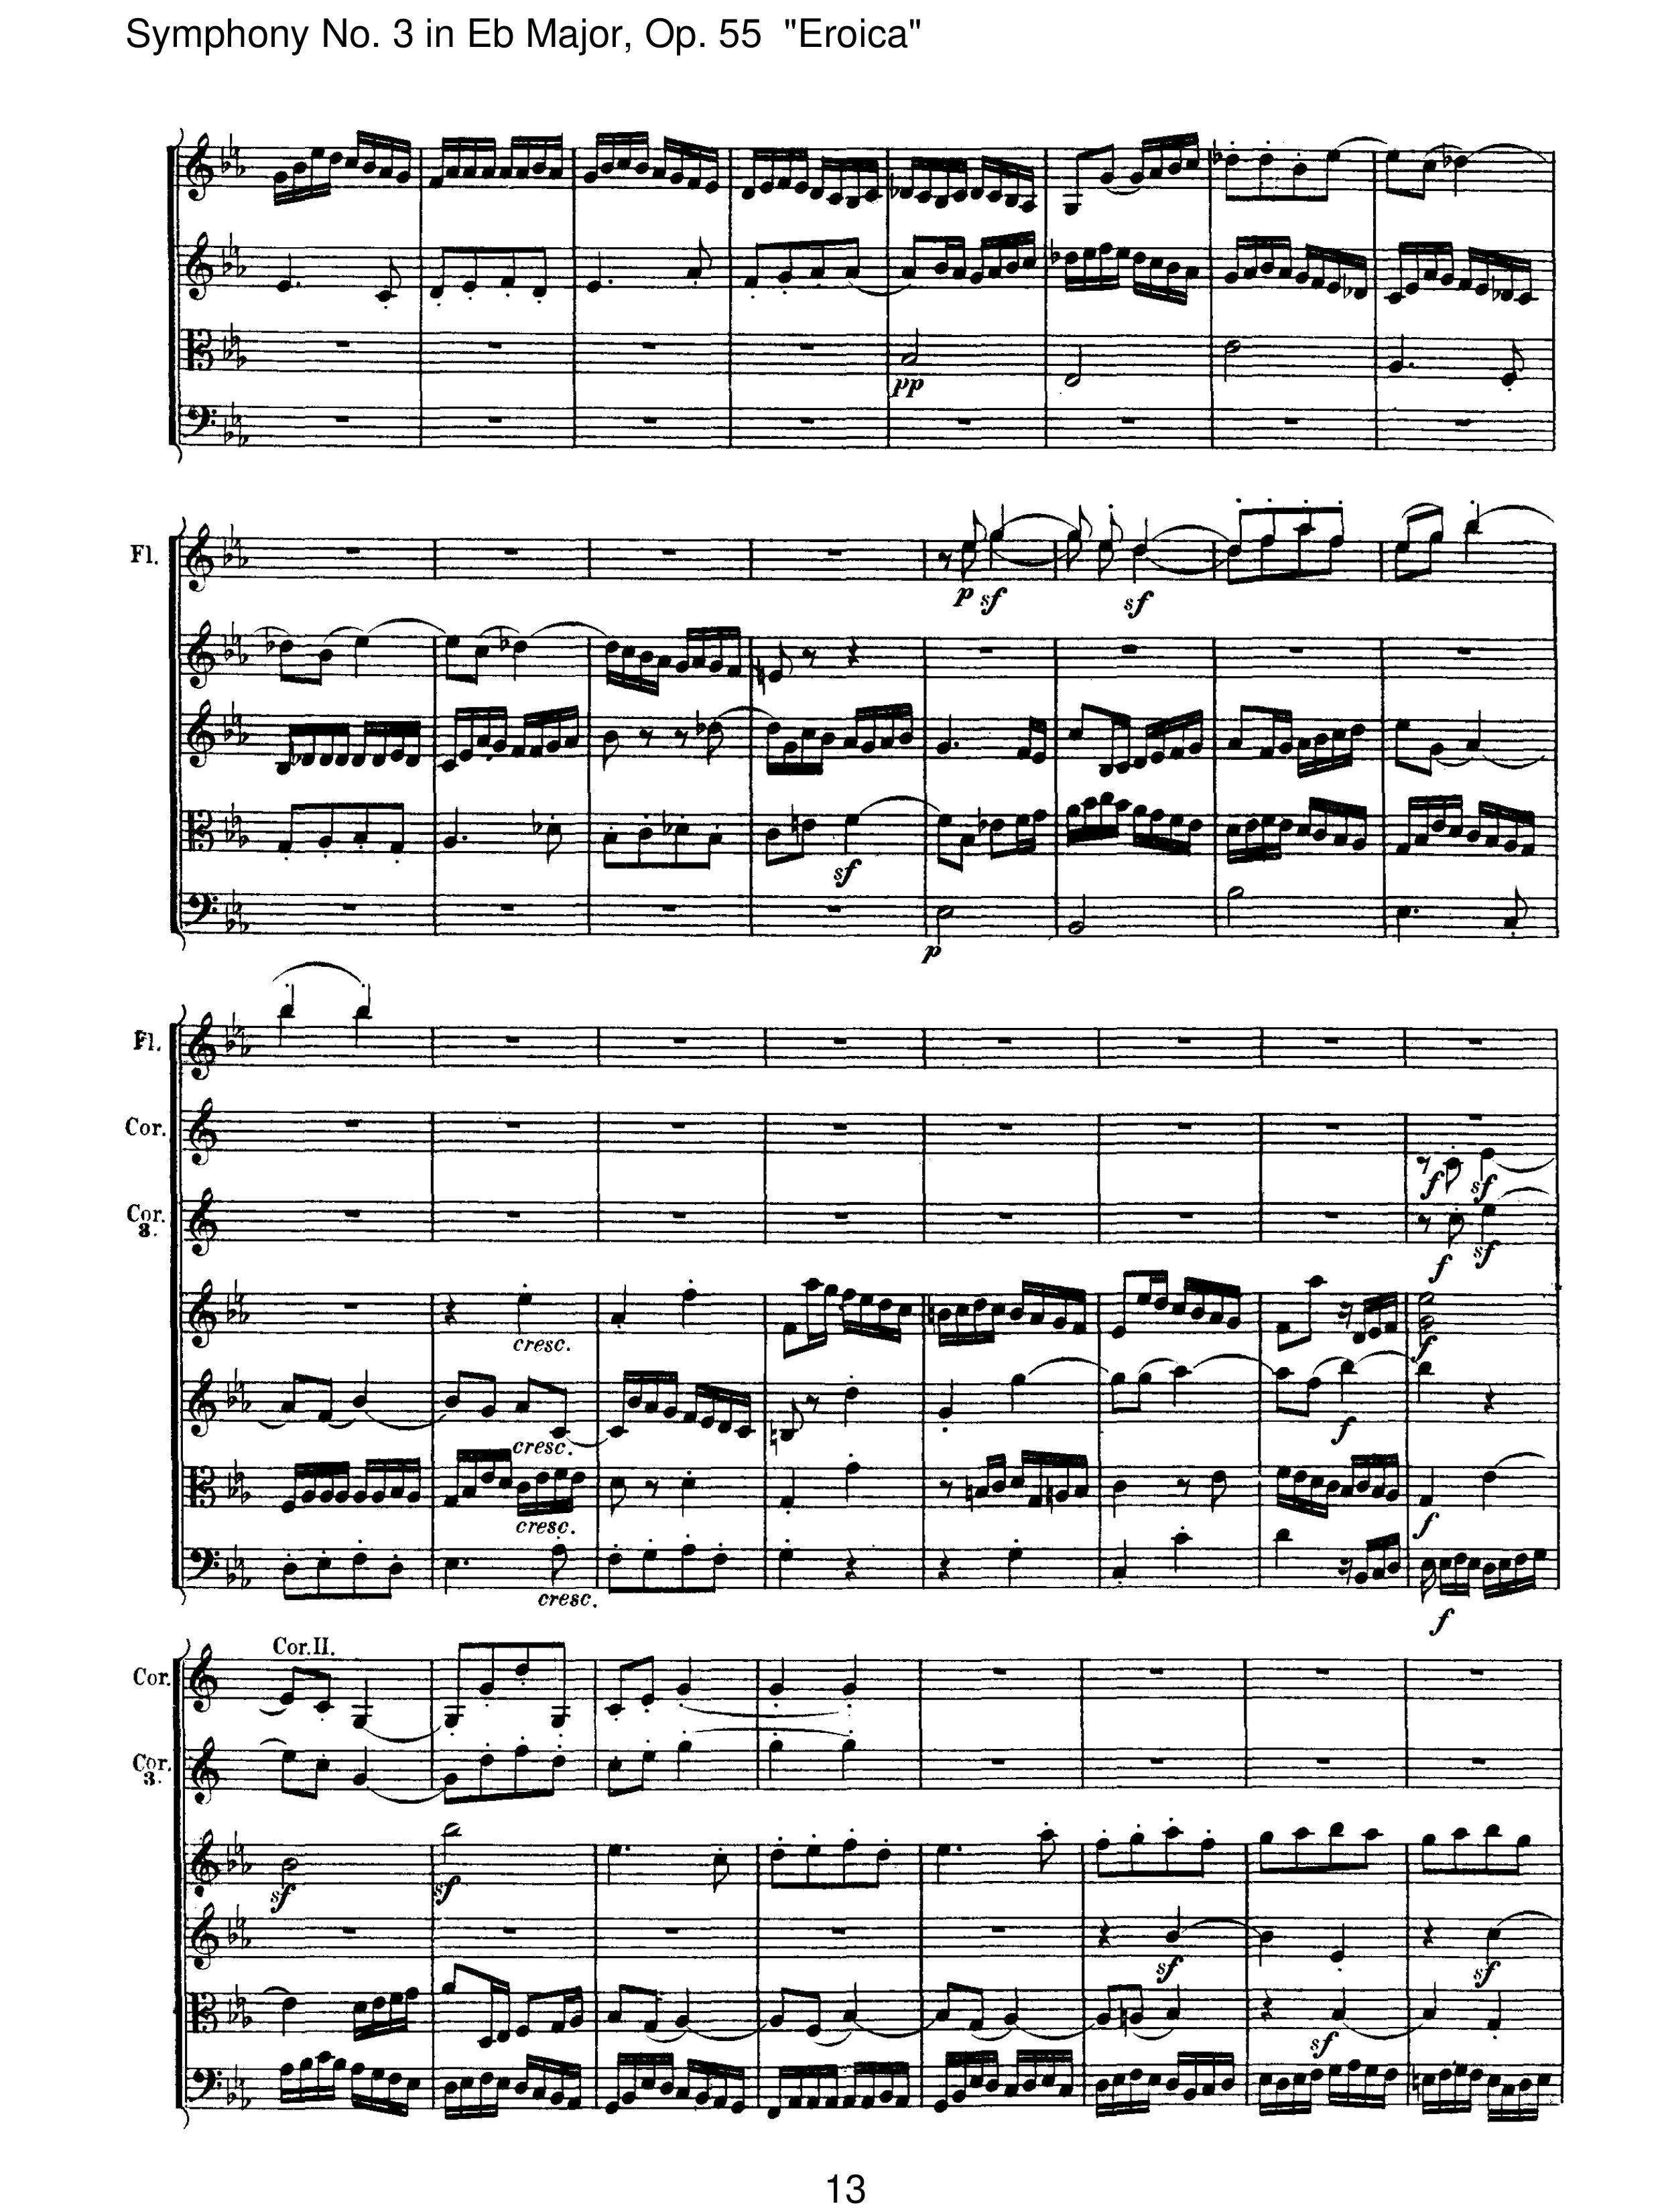 Symphony No. 3 in Eb Major, Op. 55 "Eroica"
pp
Fl.
p sf sf
sf
p
Fl.
Cor.
f sf
Cor.
3.
f sf
cresc. f
cresc. f
cresc. f
cresc. f
Cor. II.
Cor.
Cor.
3.
sf sf
sf sf
sf
13